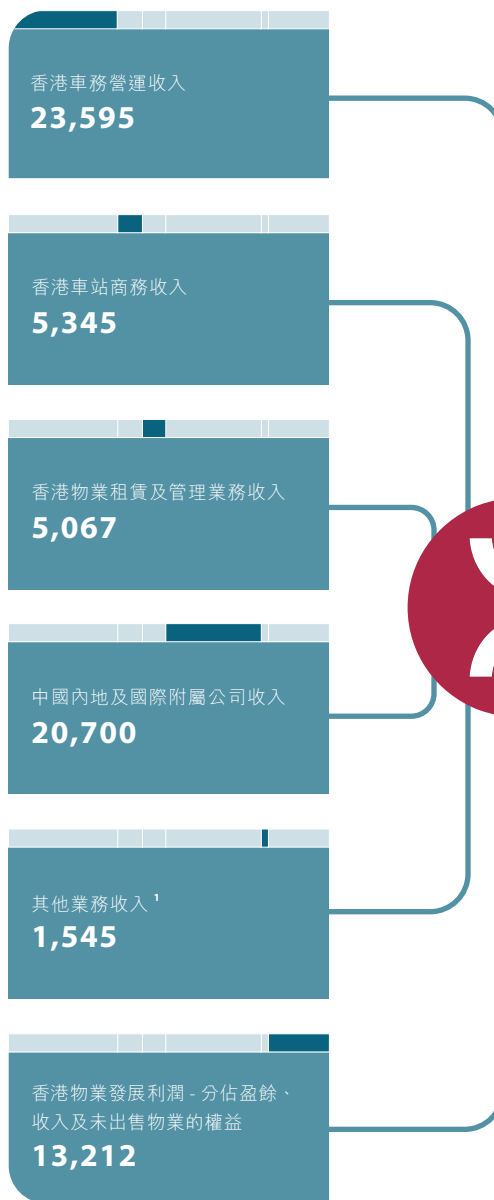 香港車務營運收入
23,595
香港車站商務收入
5,345
香港物業租賃及管理業務收入
5,067
中國內地及國際附屬公司收入
20,700
其他業務收入 1
1,545
香港物業發展利潤 - 分佔盈餘、
收入及未出售物業的權益
13,212